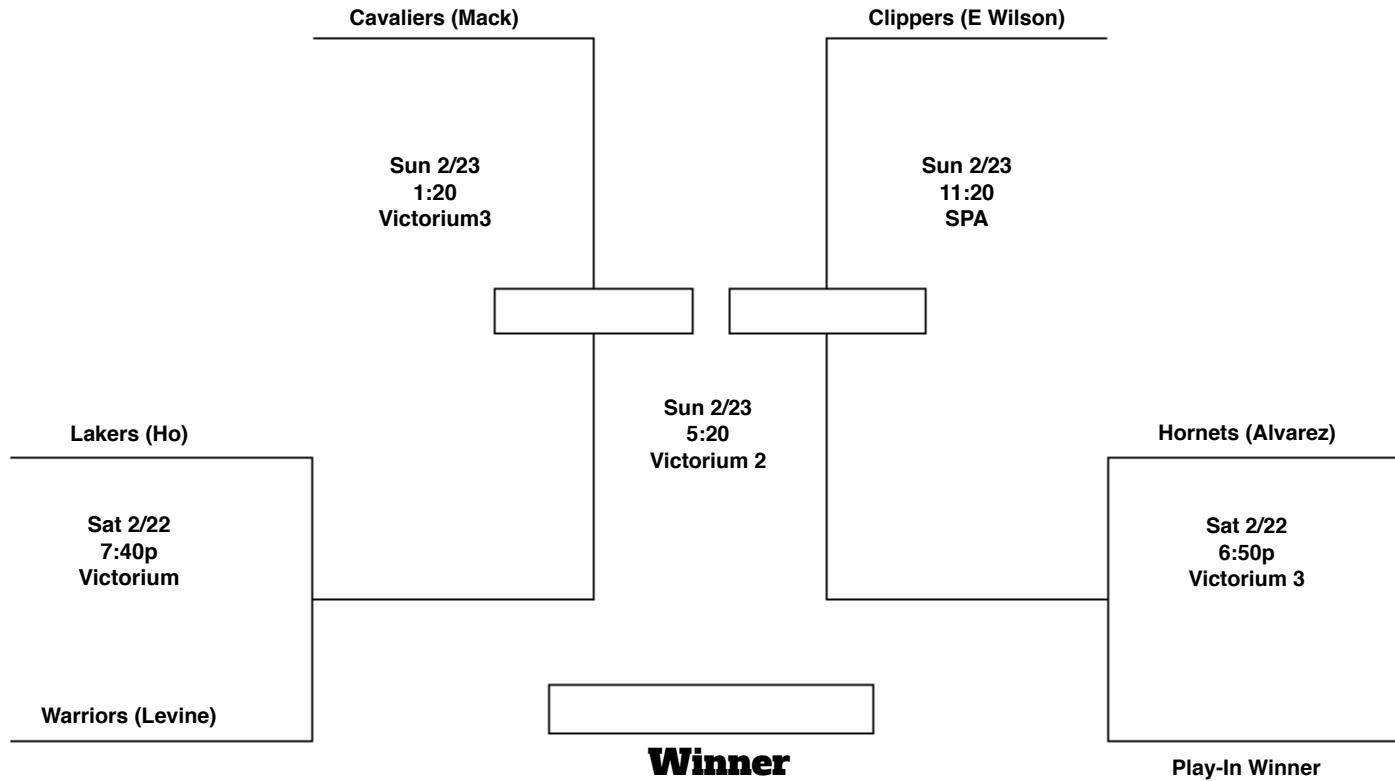 Cavaliers (Mack)
Clippers (E Wilson)
Sun 2/23
1:20
Victorium3
Sun 2/23
11:20
SPA
Sun 2/23
5:20
Victorium 2
Lakers (Ho)
Hornets (Alvarez)
Sat 2/22
7:40p
Victorium
Sat 2/22
6:50p
Victorium 3
Warriors (Levine)
Winner
Play-In Winner